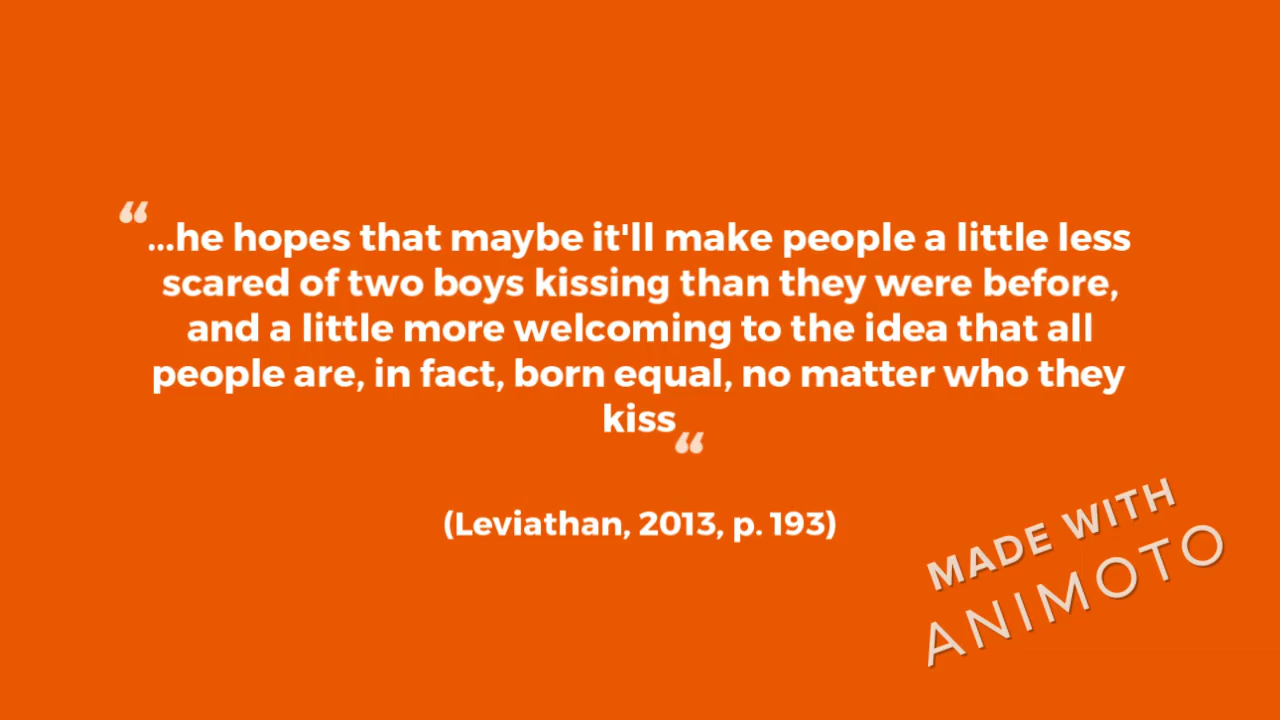 “...he hopes that maybe it'll make people a little less
scared of two boys kissing than they were before,
and a little more welcoming to the idea that all
people are, in fact, born equal, no matter who they
kiss“
(Leviathan, 2013, p. 193)
MADE WITH
ANIMOTO